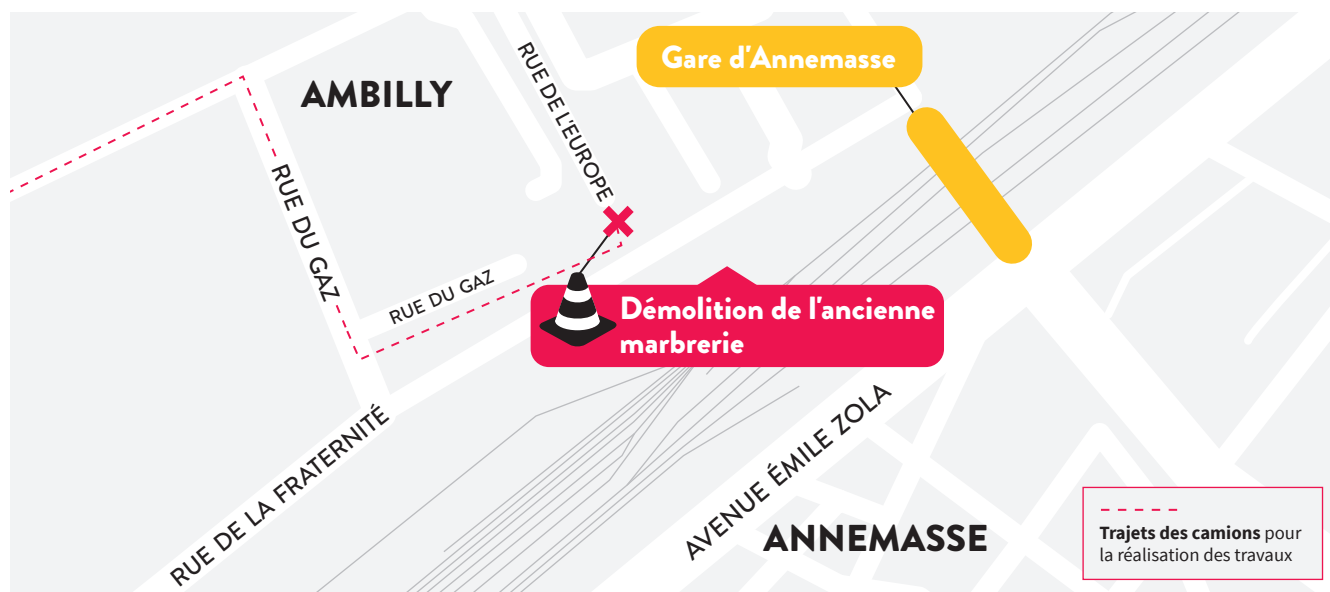 Gare d'Annemasse
AMBILLY
RUE DE L'EUROPE
RUE DU GAZ
RUE DU GAZ
Démolition de l'ancienne
marbrerie
RUE DE LA FRATERNITÉ
AVENUE ÉMILE ZOLA
ANNEMASSE
Trajets des camions pour
la réalisation des travaux